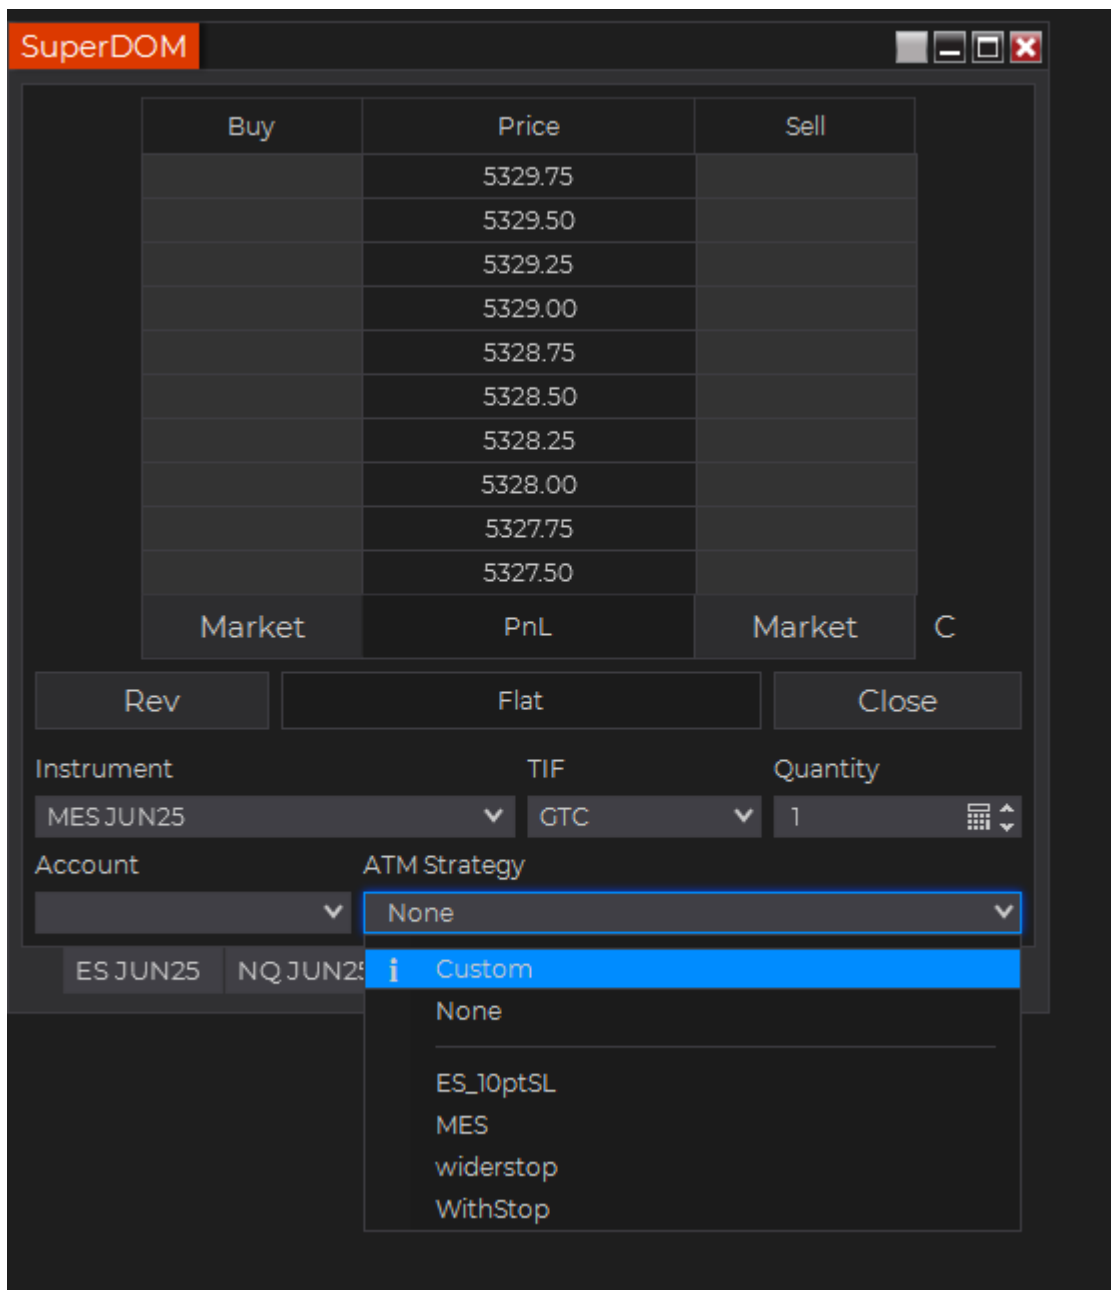 SuperDOM
Buy Price Sell
5329.75
5329.50
5329.25
5329.00
5328.75
5328.50
5328.25
5328.00
5327.75
5327.50
Market PnL Market C
Rev Flat Close
Instrument TIF Quantity
MES JUN25 GTC 1
Account ATM Strategy
None
ES JUN25 NQ JUN25
i Custom
None
ES_10ptSL
MES
widerstop
WithStop